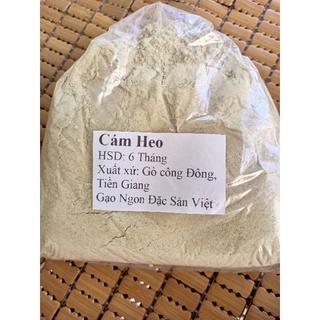 Cám Heo
HSD: 6 Tháng
Xuất xứ: Gò công Đông,
Tiền Giang
Gạo Ngon Đặc Sản Việt